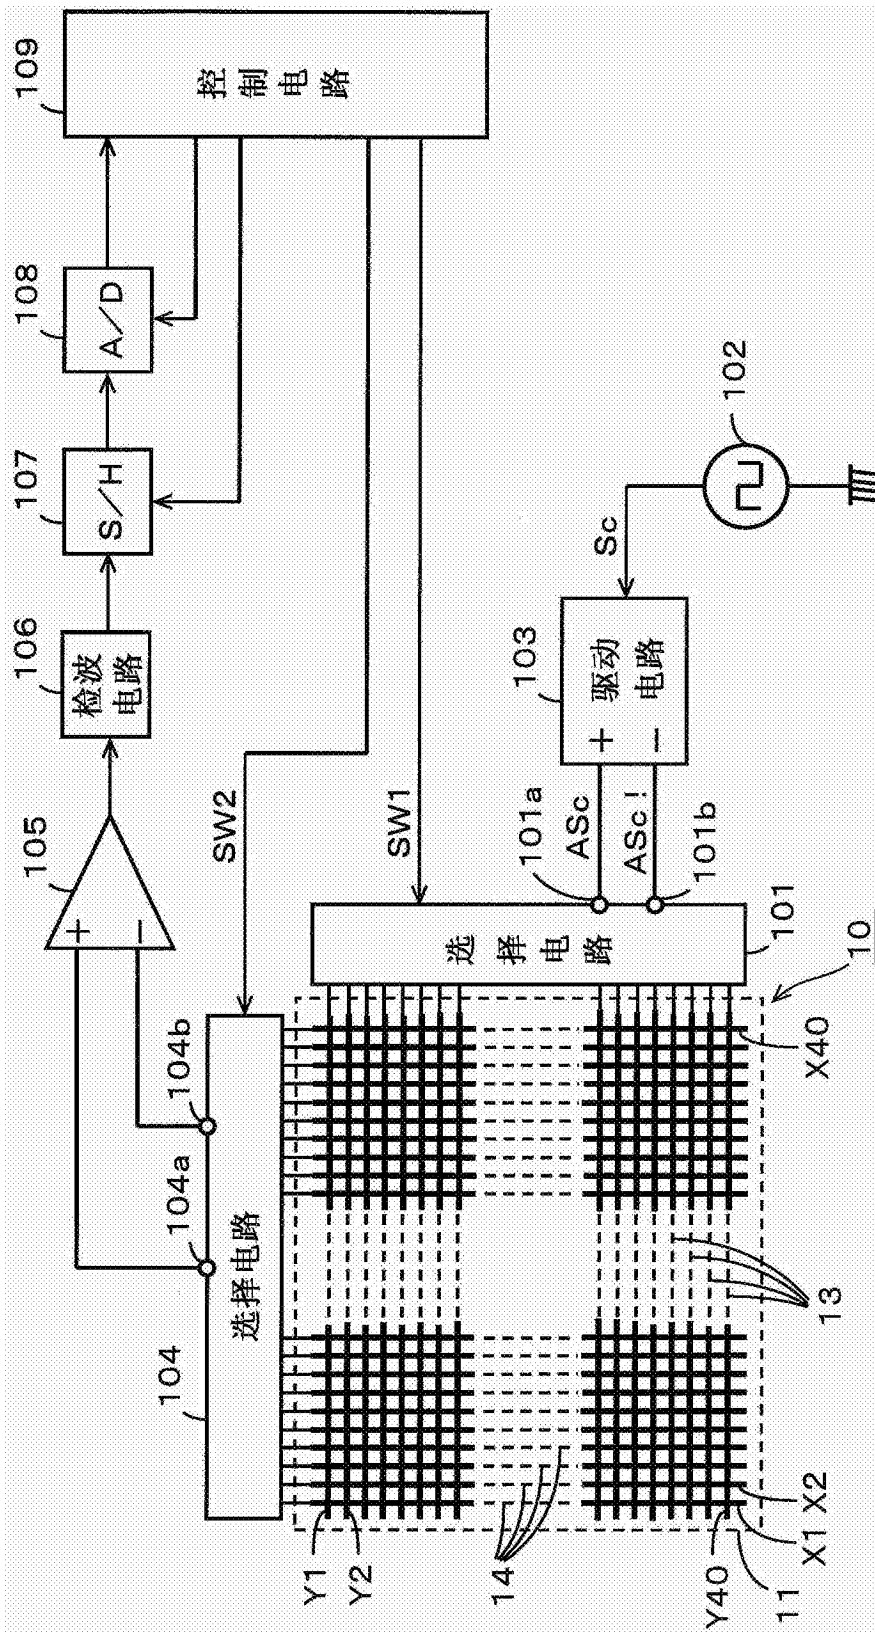 109
控制电路
108
A/D
107
S/H
106
检波
电路
105
+
−
SW2
SW1
102
Sc
103
驱动
电路
+
−
ASc
ASc!
101a
101b
101
选择电路
10
104b
104a
104
选择电路
X40
13
14
Y1
Y2
Y40
11
X1
X2